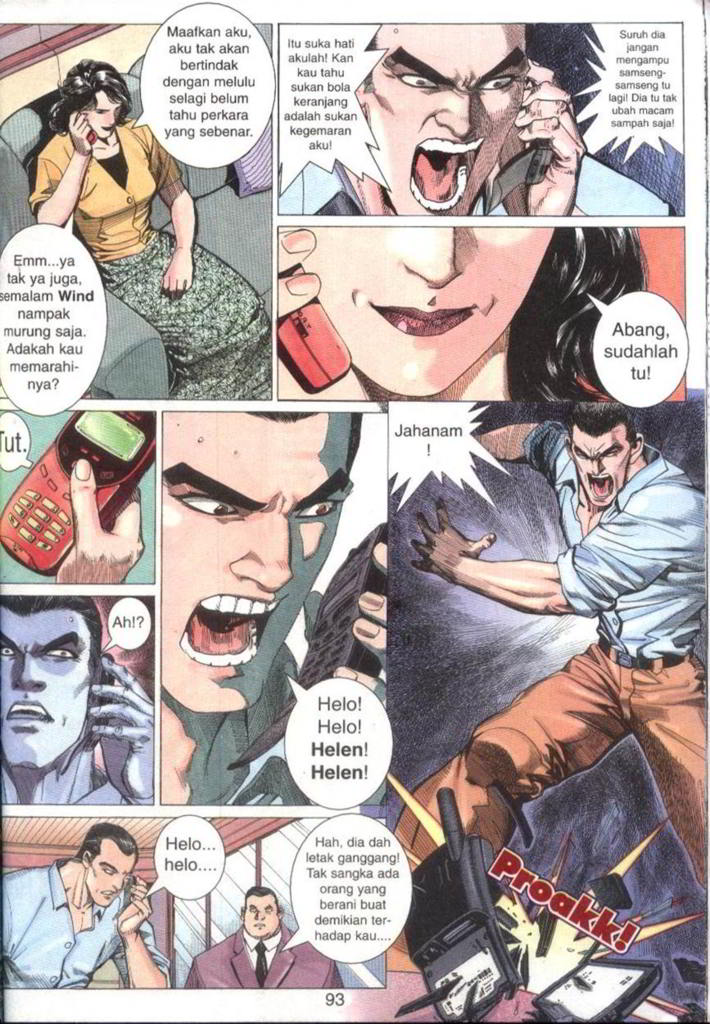 Maafkan aku,
aku tak akan
bertindak
dengan melulu
selagi belum
tahu perkara
yang sebenar.
Emm...ya
tak ya juga,
semalam Wind
nampak
murung saja.
Adakah kau
memarahi-
nya?
Itu suka hati
akulah! Kan
kau tahu
sukan bola
keranjang
adalah sukan
kegemaran
aku!
Suruh dia
jangan
mengampu
samseng-
samseng tu
lagi! Dia tu tak
ubah macam
sampah saja!
Abang,
sudahlah
tu!
Tut.
Ah!?
Helo!
Helo!
Helen!
Helen!
Jahanam
!
Proakk!
Helo...
helo....
Hah, dia dah
letak ganggang!
Tak sangka ada
orang yang
berani buat
demikian ter-
hadap kau....
93